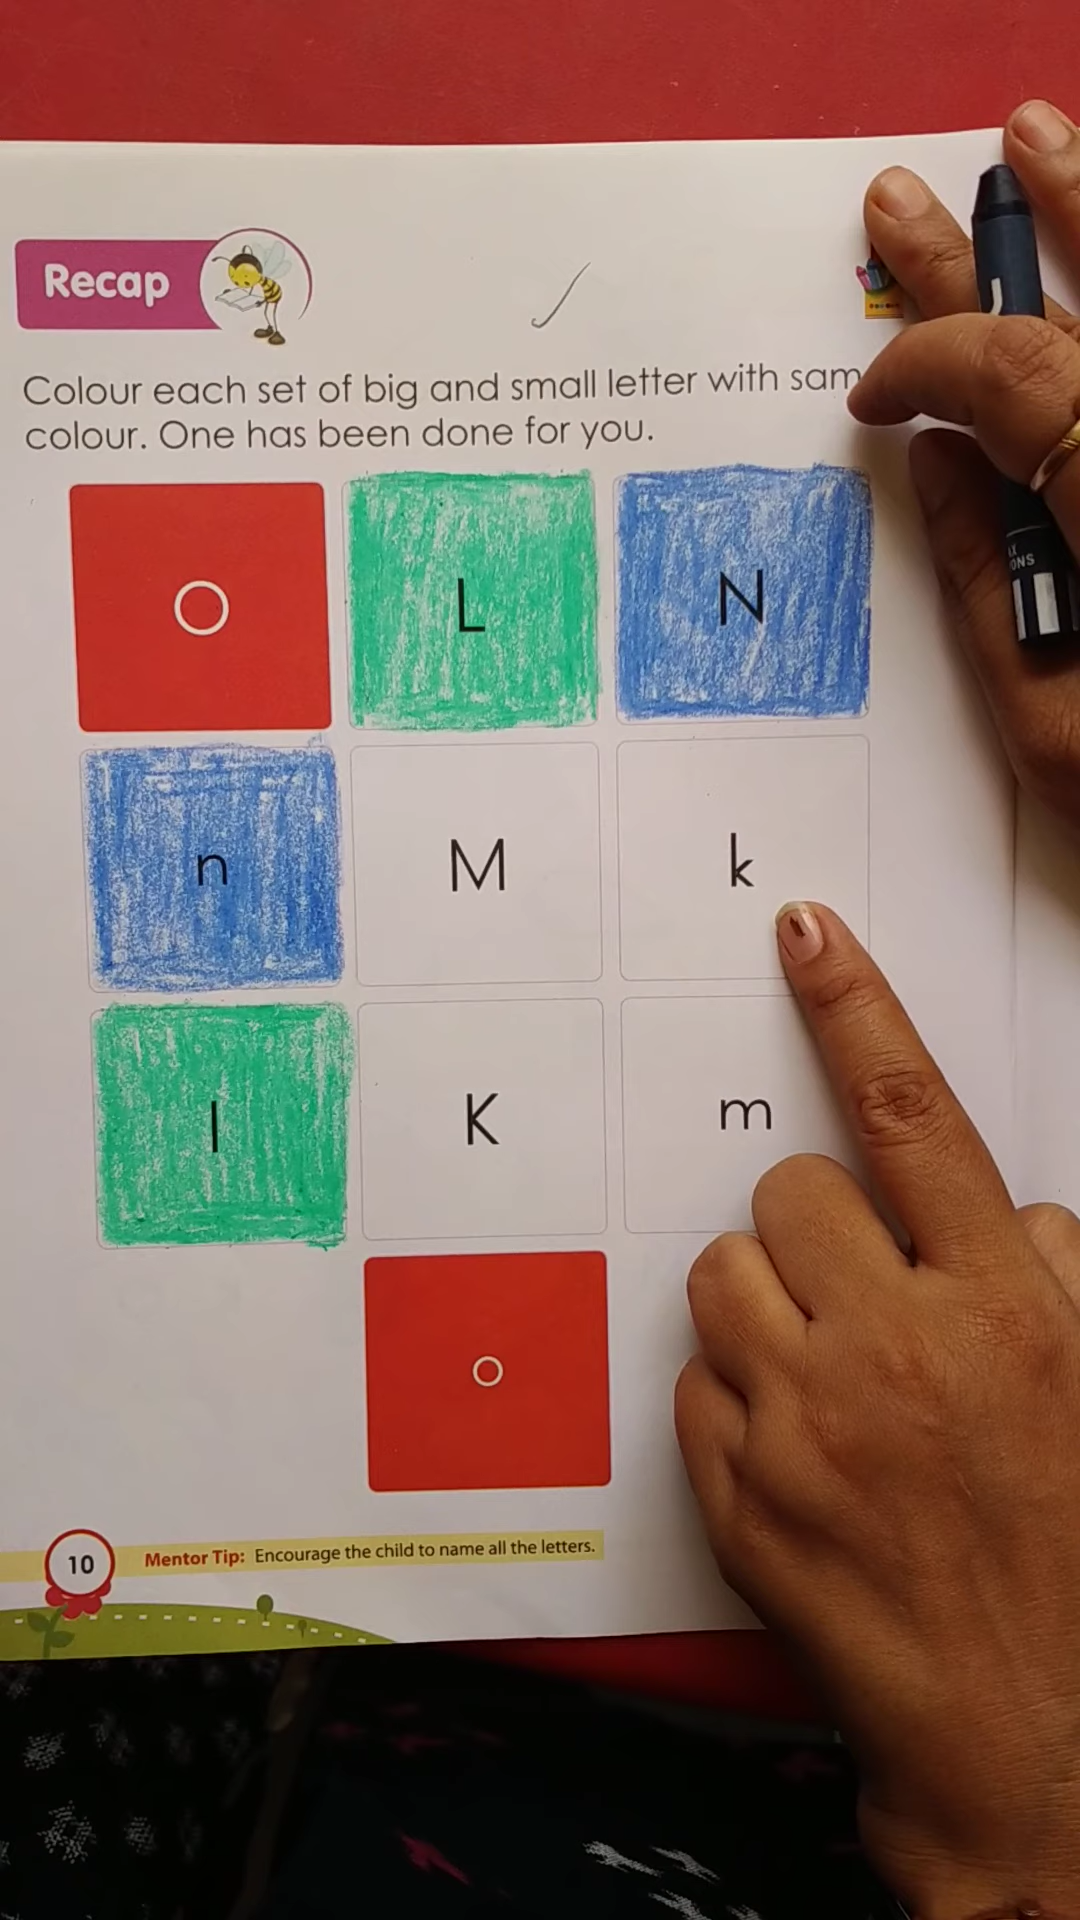 Recap
Colour each set of big and small letter with sam
colour. One has been done for you.
O L N
n M k
l K m
o
10 Mentor Tip: Encourage the child to name all the letters.